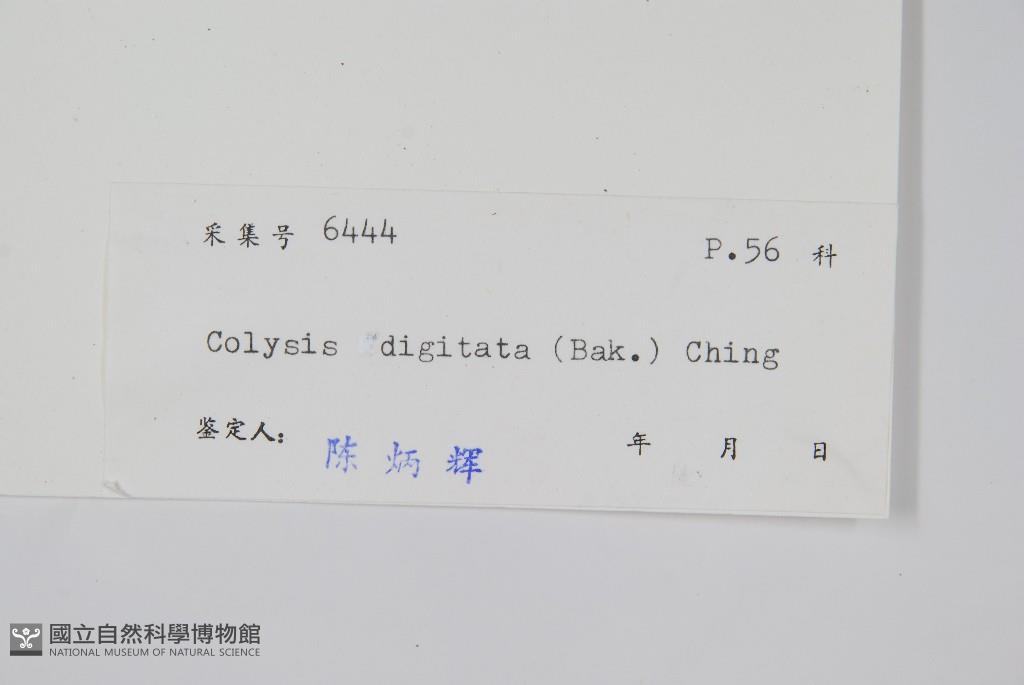 采集号 6444 P.56 科
Colysis digitata (Bak.) Ching
鉴定人: 陈炳辉 年 月 日
國立自然科學博物館
NATIONAL MUSEUM OF NATURAL SCIENCE